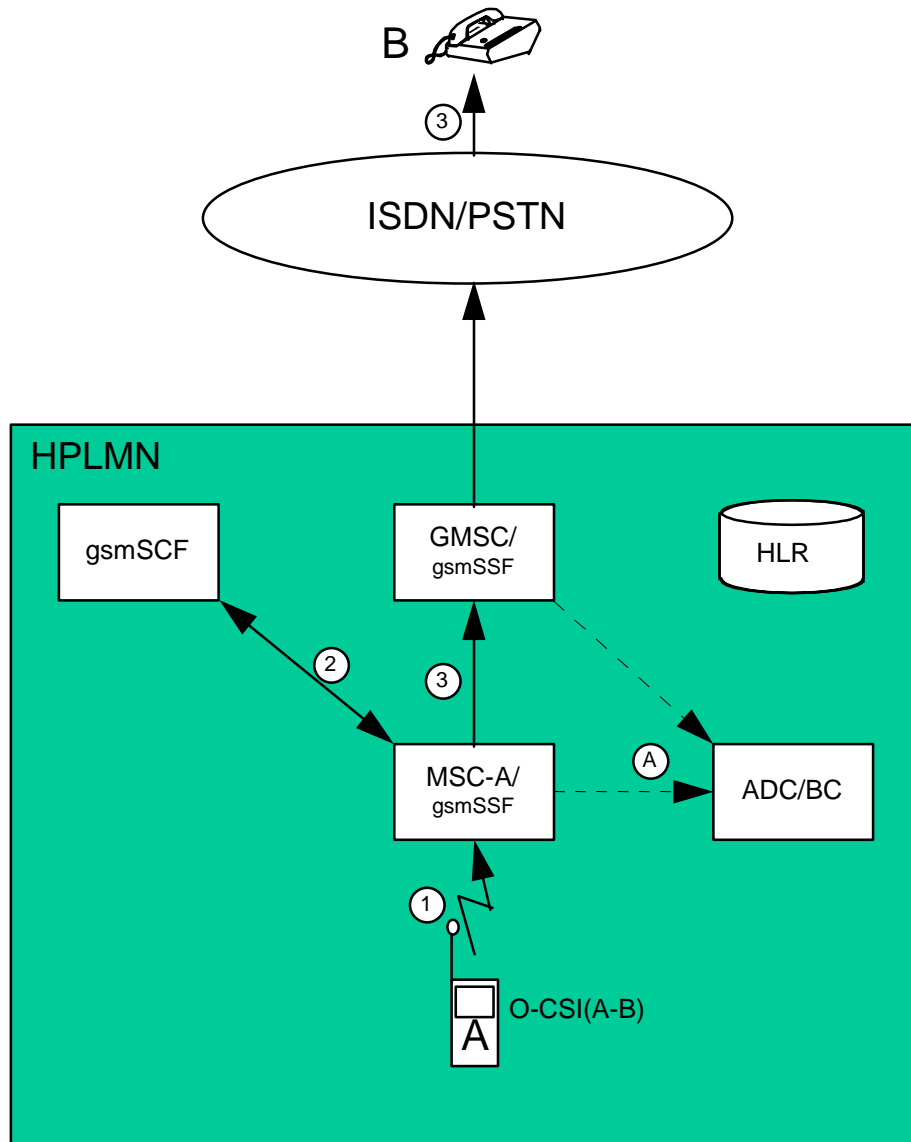 B
3
ISDN/PSTN
HPLMN
gsmSCF
GMSC/
gsmSSF
HLR
2
3
A
MSC-A/
gsmSSF
ADC/BC
1
O-CSI(A-B)
A